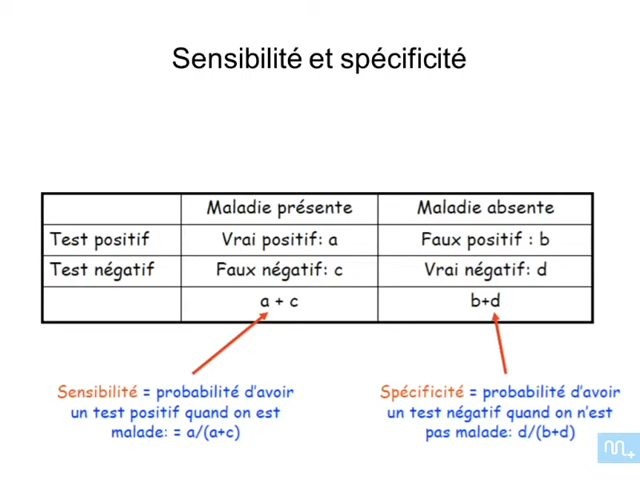 Sensibilité et spécificité
Maladie présente Maladie absente
Test positif Vrai positif: a Faux positif : b
Test négatif Faux négatif: c Vrai négatif: d
a + c b+d
Sensibilité = probabilité d'avoir
un test positif quand on est
malade: = a/(a+c)
Spécificité = probabilité d'avoir
un test négatif quand on n'est
pas malade: d/(b+d)